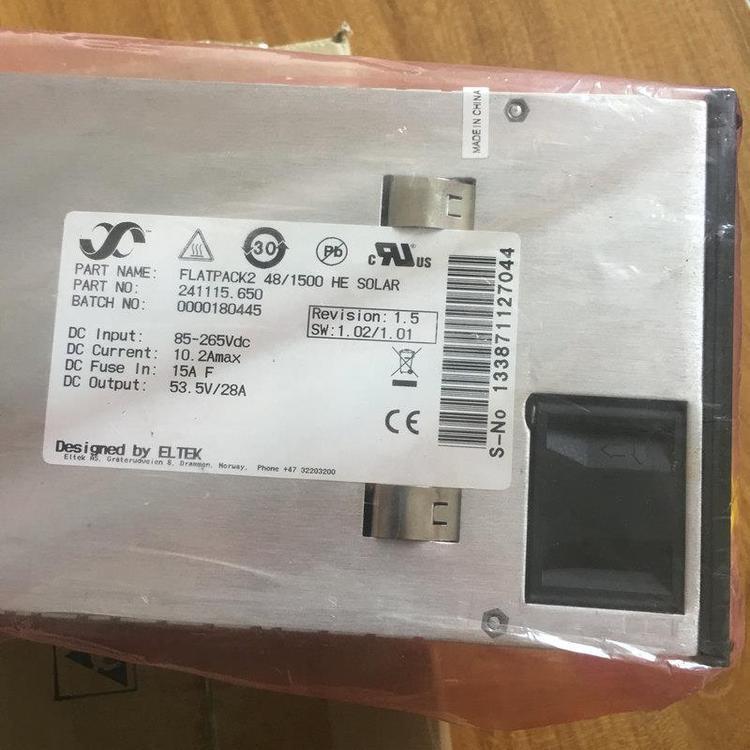 MADE IN CHINA
30
Pb
c RU US
PART NAME: FLATPACK2 48/1500 HE SOLAR
PART NO: 241115.650
BATCH NO: 0000180445
Revision: 1.5
SW:1.02/1.01
DC Input: 85-265Vdc
DC Current: 10.2Amax
DC Fuse In: 15A F
DC Output: 53.5V/28A
CE
S-No 133871127044
Designed by ELTEK
Eltek AS, Gråterudveien 8, Drammen, Norway, Phone +47 32203200